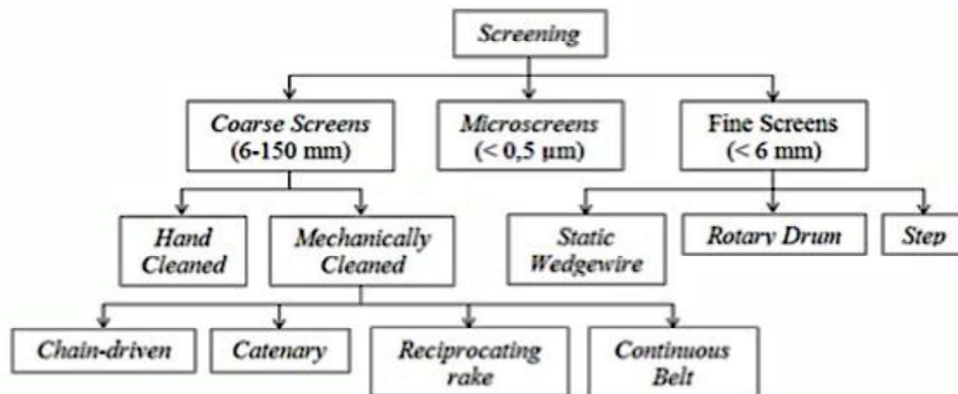 Screening
Coarse Screens
(6-150 mm)
Microscreens
(< 0,5 μm)
Fine Screens
(< 6 mm)
Hand
Cleaned
Mechanically
Cleaned
Static
Wedgewire
Rotary Drum
Step
Chain-driven
Catenary
Reciprocating
rake
Continuous
Belt